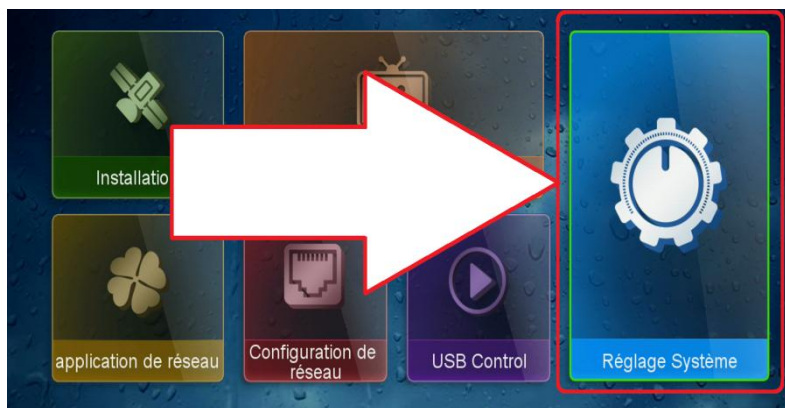 Installatio
application de réseau
Configuration de
réseau
USB Control
Réglage Système